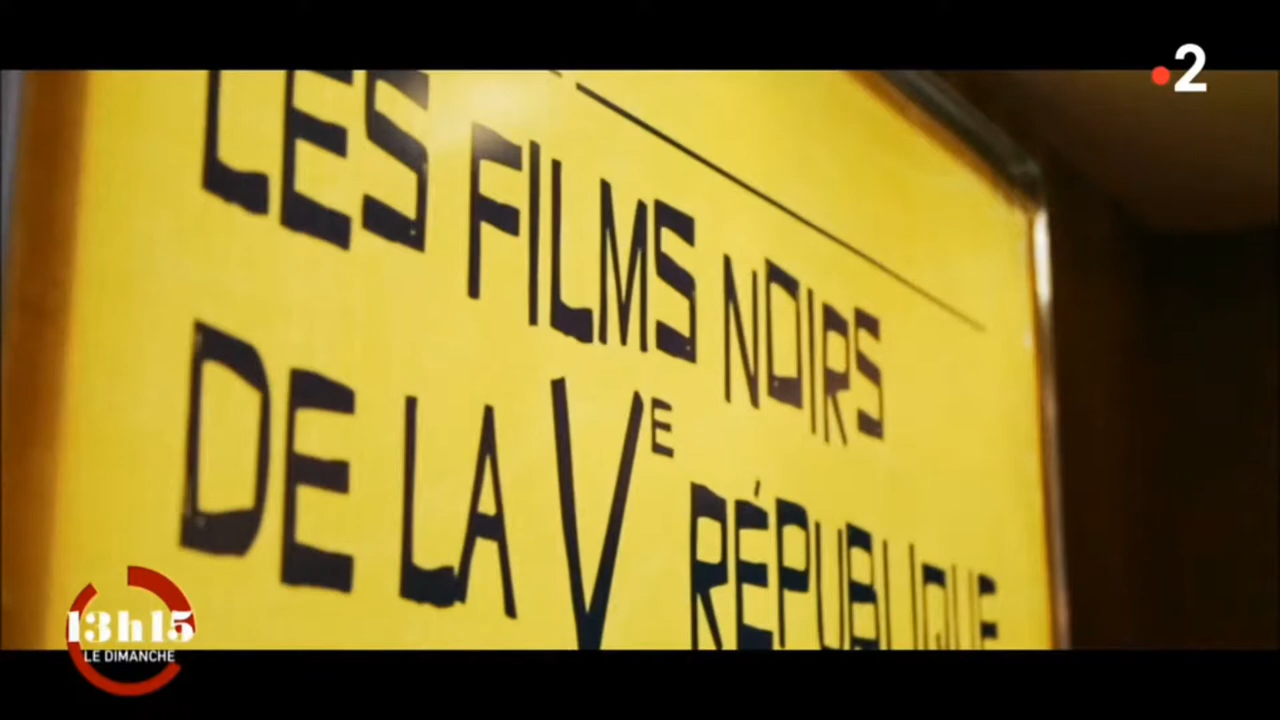 2
LES FILMS NOIRS
DE LA VE RÉPUBLIQUE
13h15
LE DIMANCHE